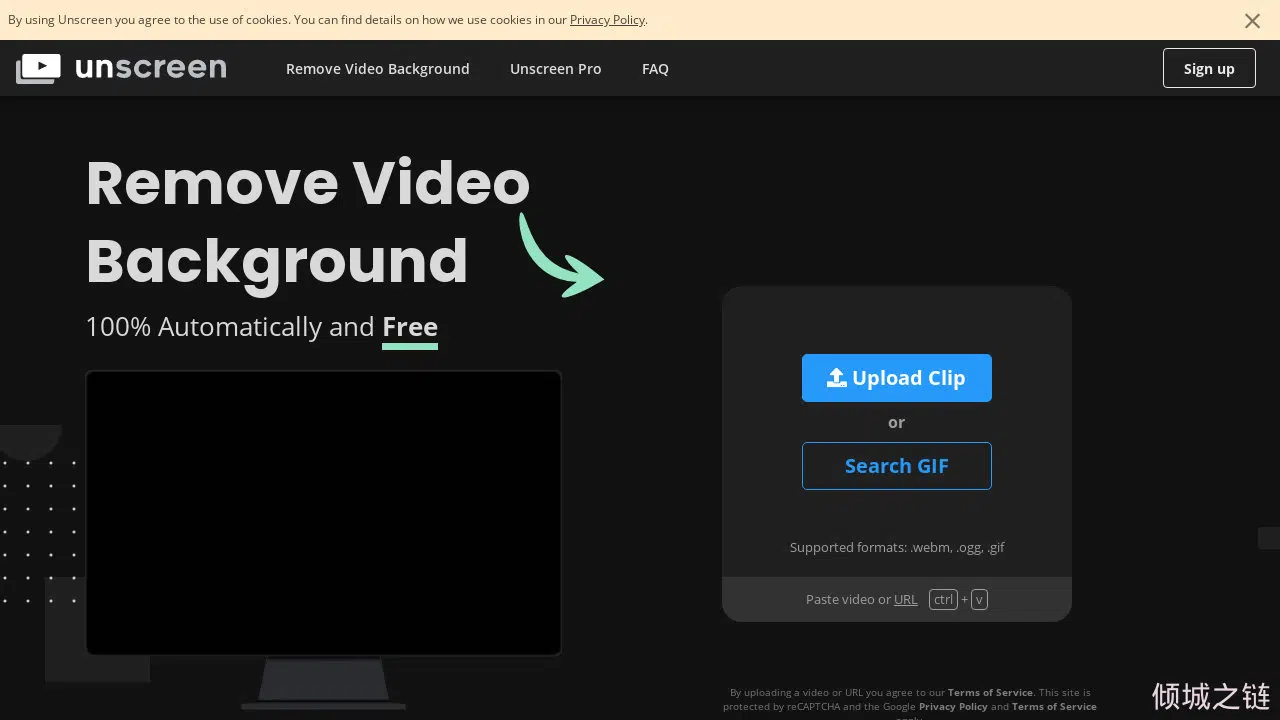 By using Unscreen you agree to the use of cookies. You can find details on how we use cookies in our Privacy Policy.
unscreen
Remove Video Background
Unscreen Pro
FAQ
Sign up
Remove Video
Background
100% Automatically and Free
Upload Clip
or
Search GIF
Supported formats: .webm, .ogg, .gif
Paste video or URL ctrl + v
By uploading a video or URL you agree to our Terms of Service. This site is
protected by reCAPTCHA and the Google Privacy Policy and Terms of Service
倾城之链